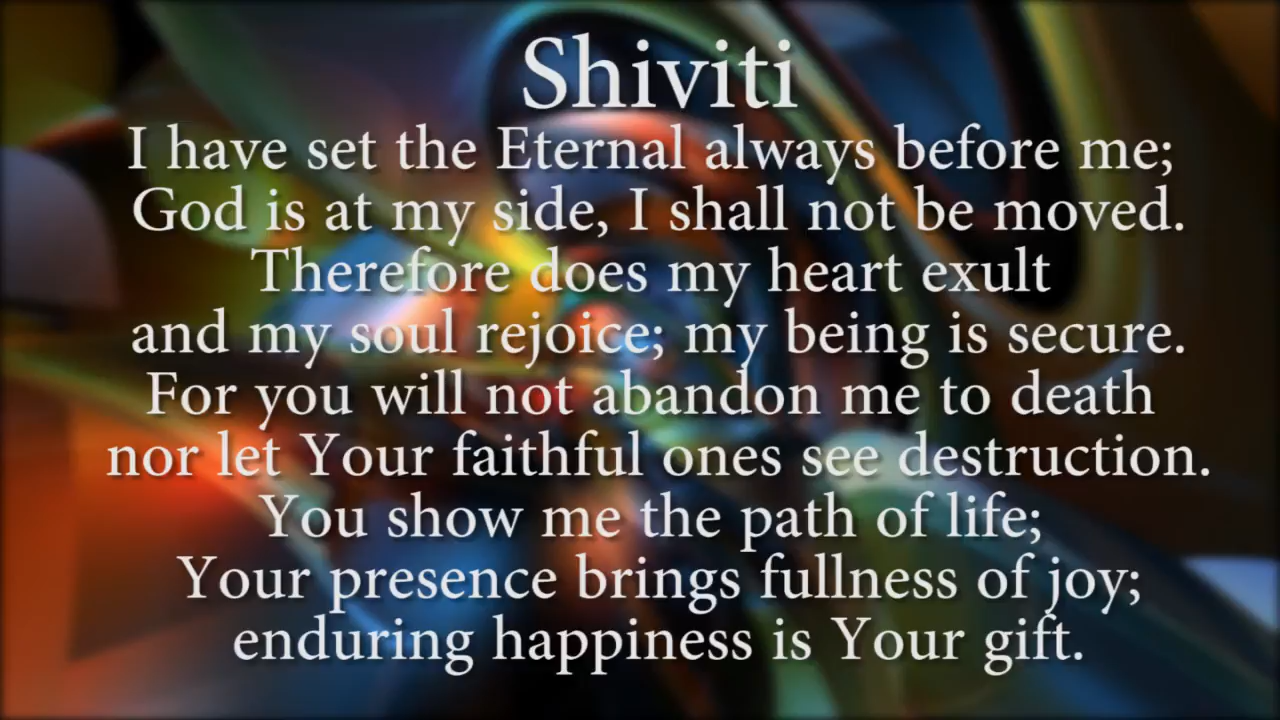 Shiviti
I have set the Eternal always before me;
God is at my side, I shall not be moved.
Therefore does my heart exult
and my soul rejoice; my being is secure.
For you will not abandon me to death
nor let Your faithful ones see destruction.
You show me the path of life;
Your presence brings fullness of joy;
enduring happiness is Your gift.